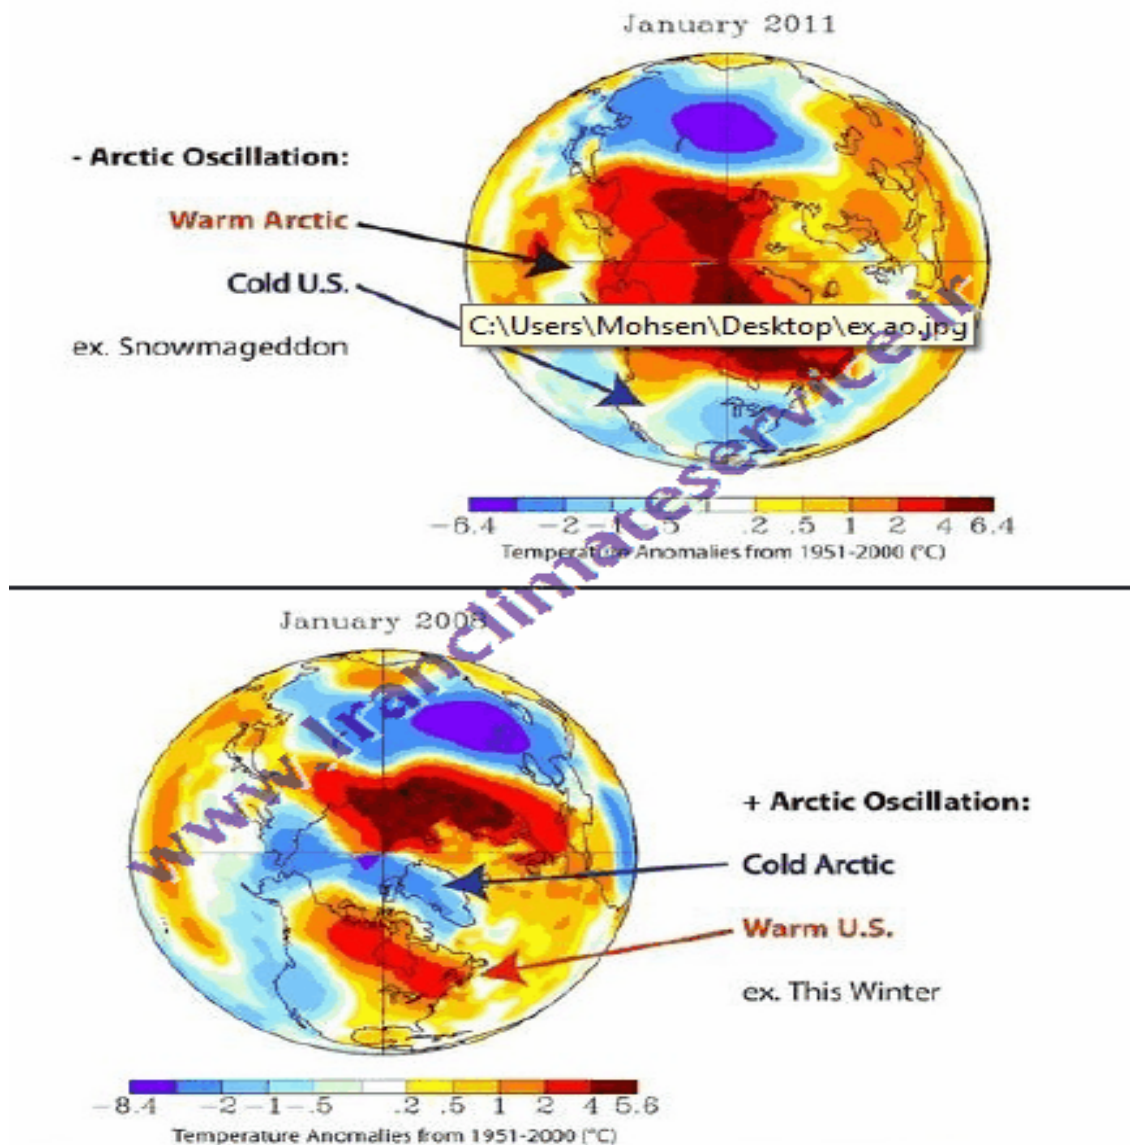 January 2011
- Arctic Oscillation:
Warm Arctic
Cold U.S.
ex. Snowmageddon
C:\Users\Mohsen\Desktop\ex.ao.jpg
-6.4 -2 -1 -.5 .2 .5 1 2 4 6.4
Temperature Anomalies from 1951-2000 (°C)
www.Iranclimateservice.ir
January 2008
+ Arctic Oscillation:
Cold Arctic
Warm U.S.
ex. This Winter
-8.4 -2 -1 -.5 .2 .5 1 2 4 5.6
Temperature Anomalies from 1951-2000 (°C)